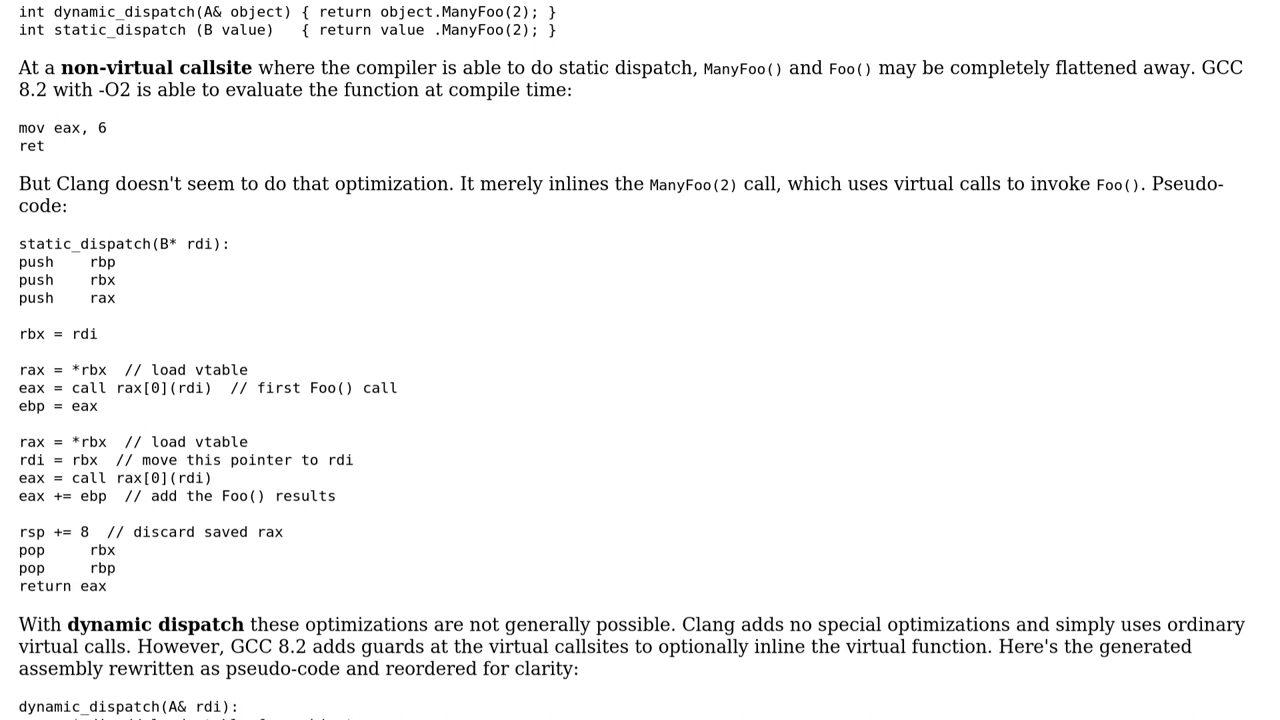 int dynamic_dispatch(A& object) { return object.ManyFoo(2); }
int static_dispatch (B value)   { return value .ManyFoo(2); }
At a non-virtual callsite where the compiler is able to do static dispatch, ManyFoo() and Foo() may be completely flattened away. GCC
8.2 with -O2 is able to evaluate the function at compile time:
mov eax, 6
ret
But Clang doesn't seem to do that optimization. It merely inlines the ManyFoo(2) call, which uses virtual calls to invoke Foo(). Pseudo-
code:
static_dispatch(B* rdi):
push    rbp
push    rbx
push    rax
rbx = rdi
rax = *rbx  // load vtable
eax = call rax[0](rdi)  // first Foo() call
ebp = eax
rax = *rbx  // load vtable
rdi = rbx  // move this pointer to rdi
eax = call rax[0](rdi)
eax += ebp  // add the Foo() results
rsp += 8  // discard saved rax
pop     rbx
pop     rbp
return eax
With dynamic dispatch these optimizations are not generally possible. Clang adds no special optimizations and simply uses ordinary
virtual calls. However, GCC 8.2 adds guards at the virtual callsites to optionally inline the virtual function. Here's the generated
assembly rewritten as pseudo-code and reordered for clarity:
dynamic_dispatch(A& rdi):